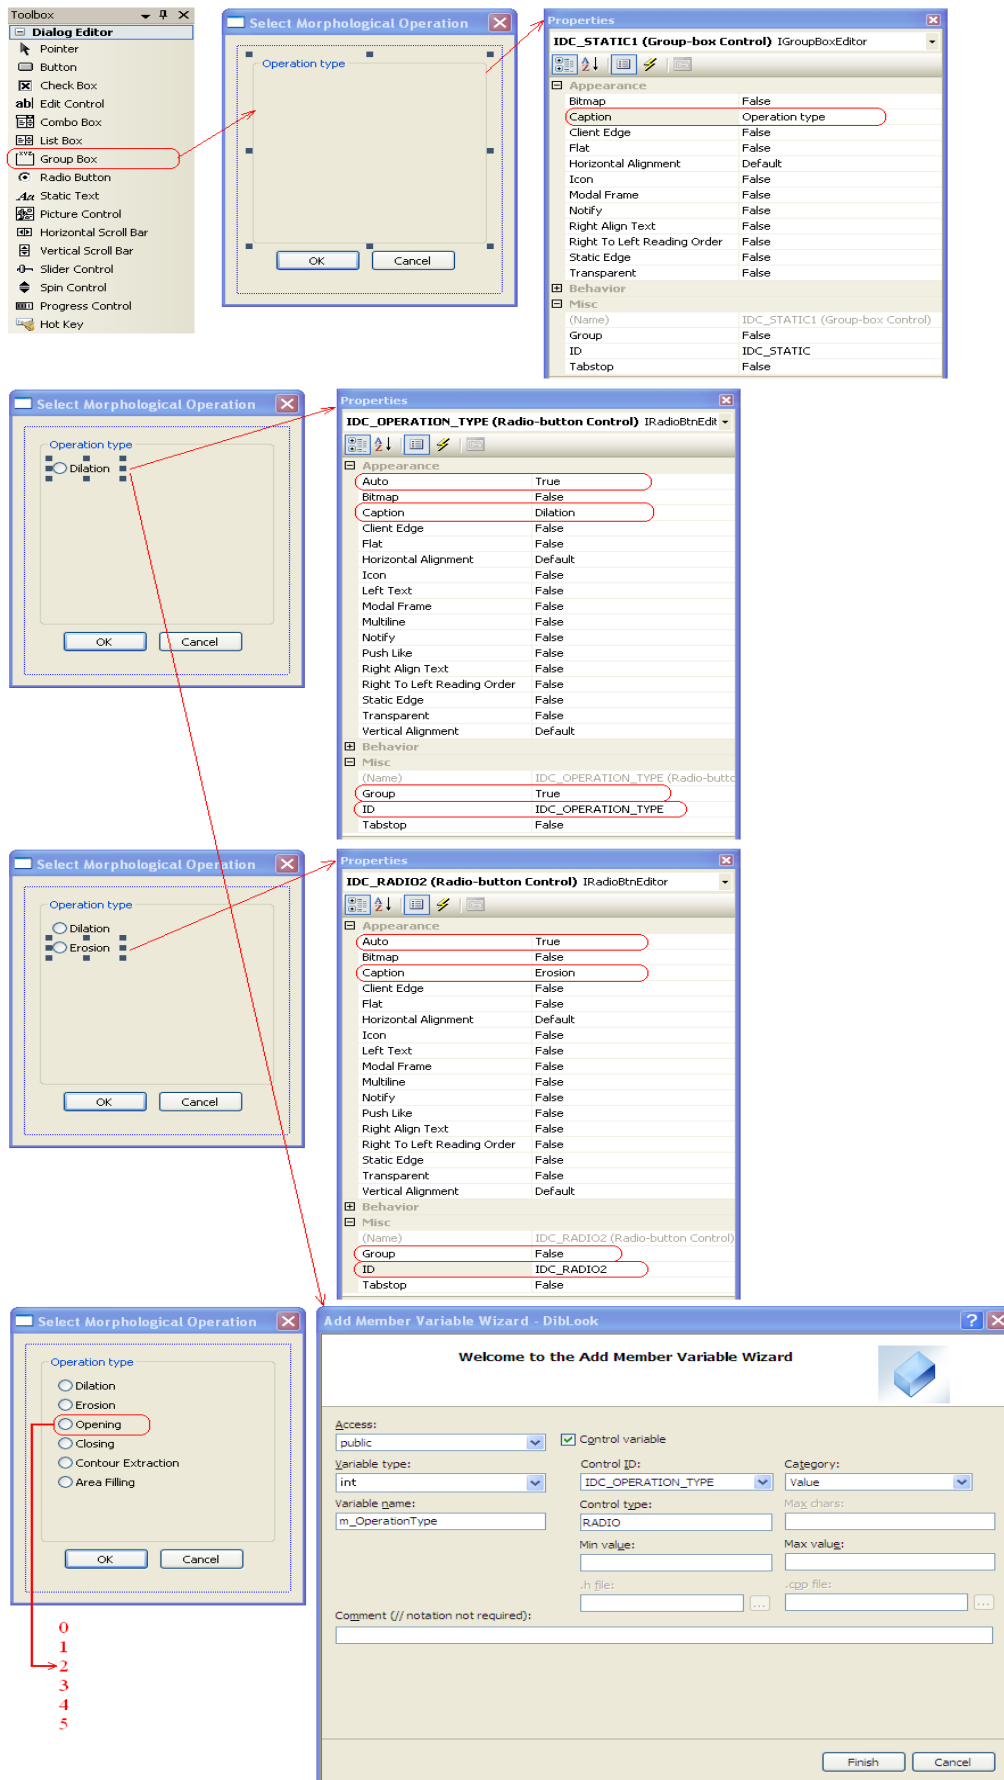 Toolbox
Dialog Editor
Pointer
Button
Check Box
ab| Edit Control
Combo Box
List Box
Group Box
Radio Button
Aa Static Text
Picture Control
Horizontal Scroll Bar
Vertical Scroll Bar
Slider Control
Spin Control
Progress Control
Hot Key
Select Morphological Operation
Operation type
OK Cancel
Properties
IDC_STATIC1 (Group-box Control) IGroupBoxEditor
Appearance
Bitmap False
Caption Operation type
Client Edge False
Flat False
Horizontal Alignment Default
Icon False
Modal Frame False
Notify False
Right Align Text False
Right To Left Reading Order False
Static Edge False
Transparent False
Behavior
Misc
(Name) IDC_STATIC1 (Group-box Control)
Group False
ID IDC_STATIC
Tabstop False
Select Morphological Operation
Operation type
Dilation
OK Cancel
Properties
IDC_OPERATION_TYPE (Radio-button Control) IRadioBtnEdit
Appearance
Auto True
Bitmap False
Caption Dilation
Client Edge False
Flat False
Horizontal Alignment Default
Icon False
Left Text False
Modal Frame False
Multiline False
Notify False
Push Like False
Right Align Text False
Right To Left Reading Order False
Static Edge False
Transparent False
Vertical Alignment Default
Behavior
Misc
(Name) IDC_OPERATION_TYPE (Radio-butto
Group True
ID IDC_OPERATION_TYPE
Tabstop False
Select Morphological Operation
Operation type
Dilation
Erosion
OK Cancel
Properties
IDC_RADIO2 (Radio-button Control) IRadioBtnEditor
Appearance
Auto True
Bitmap False
Caption Erosion
Client Edge False
Flat False
Horizontal Alignment Default
Icon False
Left Text False
Modal Frame False
Multiline False
Notify False
Push Like False
Right Align Text False
Right To Left Reading Order False
Static Edge False
Transparent False
Vertical Alignment Default
Behavior
Misc
(Name) IDC_RADIO2 (Radio-button Control)
Group False
ID IDC_RADIO2
Tabstop False
Select Morphological Operation
Operation type
Dilation
Erosion
Opening
Closing
Contour Extraction
Area Filling
OK Cancel
0
1
2
3
4
5
Add Member Variable Wizard - DibLook
Welcome to the Add Member Variable Wizard
Access:
public Control variable
Variable type: Control ID: Category:
int IDC_OPERATION_TYPE Value
Variable name: Control type: Max chars:
m_OperationType RADIO
Min value: Max value:
.h file: .cpp file:
... ...
Comment (// notation not required):
Finish Cancel